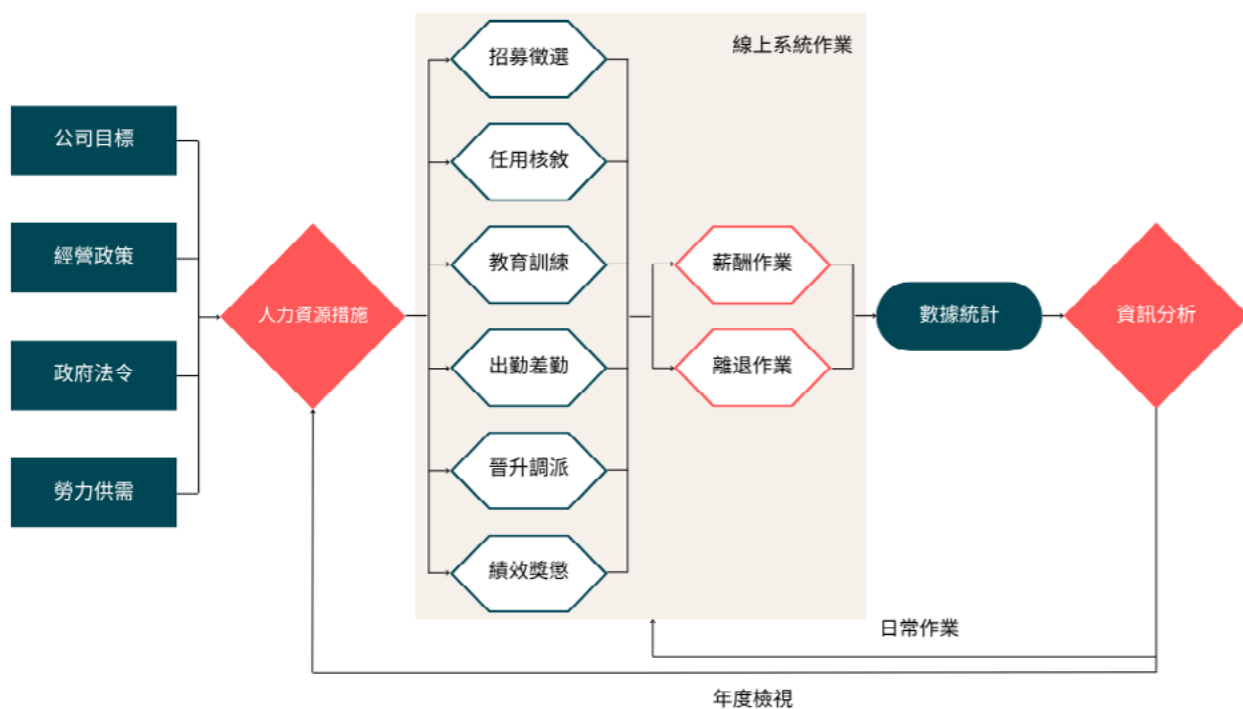 線上系統作業
公司目標
經營政策
政府法令
勞力供需
人力資源措施
招募徵選
任用核敘
教育訓練
出勤差勤
晉升調派
績效獎懲
薪酬作業
離退作業
數據統計
資訊分析
日常作業
年度檢視